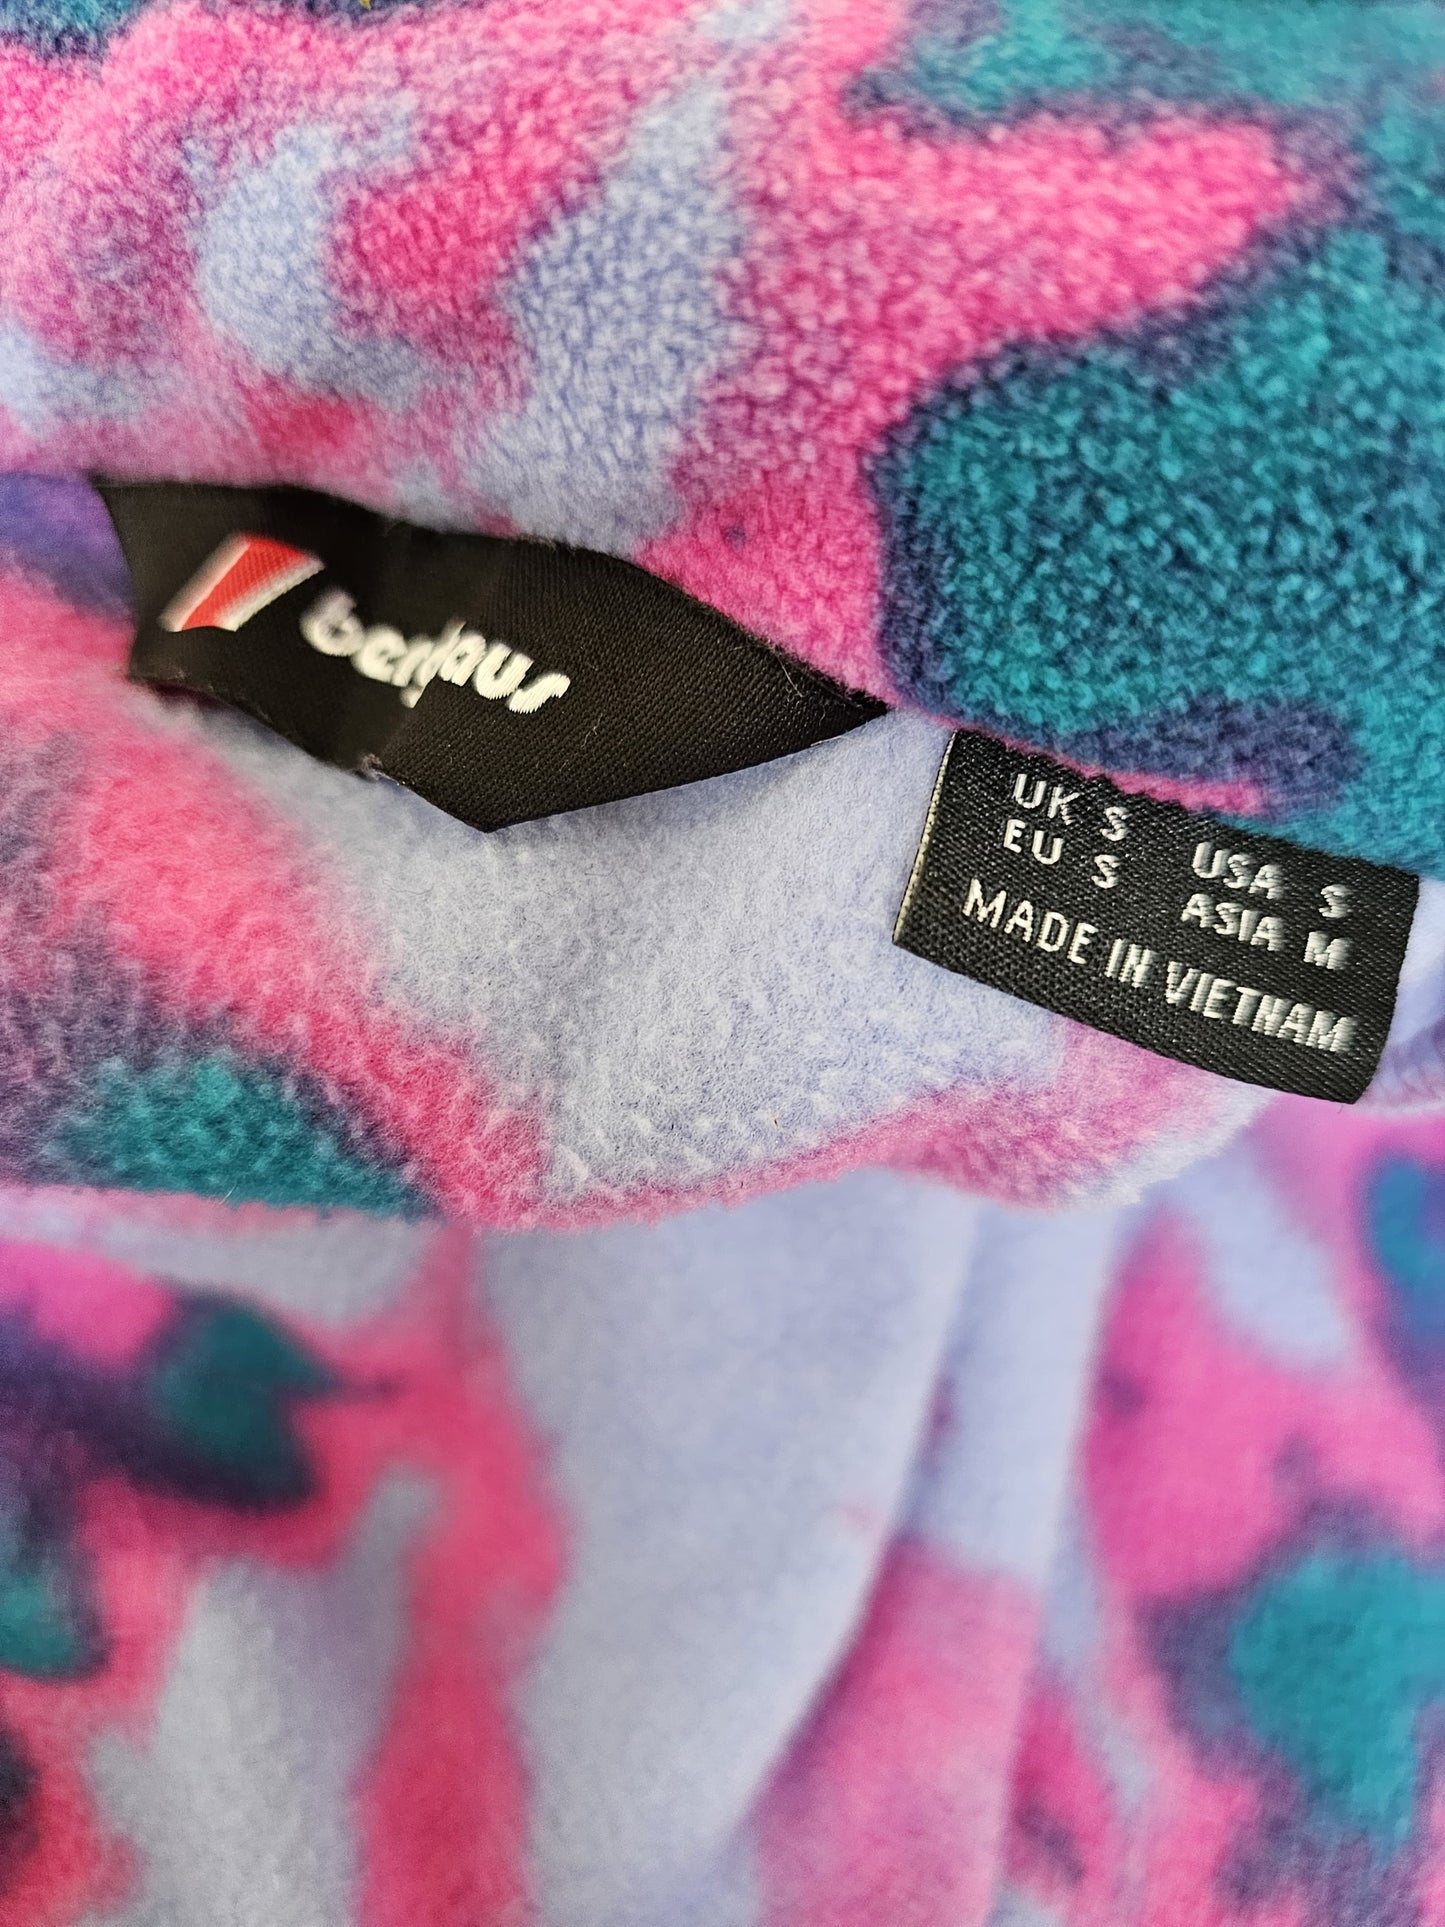 berghaus
UK S USA S
EU S ASIA M
MADE IN VIETNAM